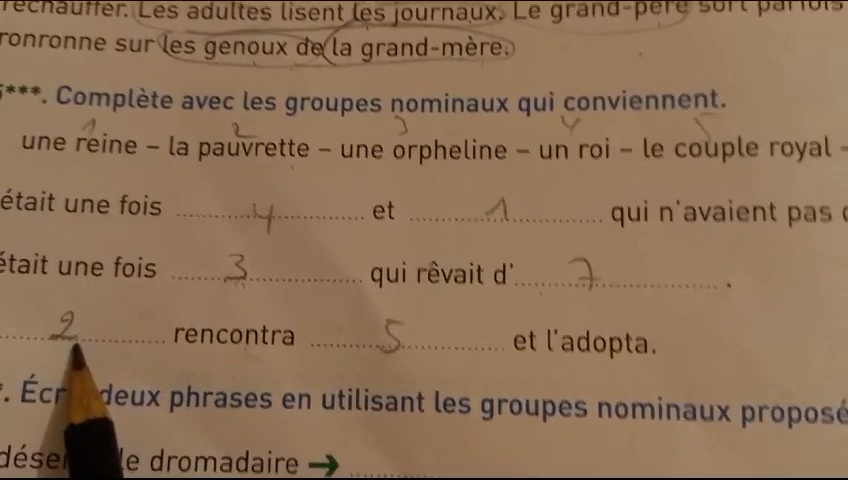 réchauffer. Les adultes lisent les journaux. Le grand-père sort parfois
ronronne sur les genoux de la grand-mère.
***. Complète avec les groupes nominaux qui conviennent.
1 2 3 4 5
une reine – la pauvrette – une orpheline – un roi – le couple royal –
était une fois ....4.... et ....1.... qui n'avaient pas
était une fois ....3.... qui rêvait d'....7.... .
....2.... rencontra ....5.... et l'adopta.
. deux phrases en utilisant les groupes nominaux proposé
le dromadaire → ....